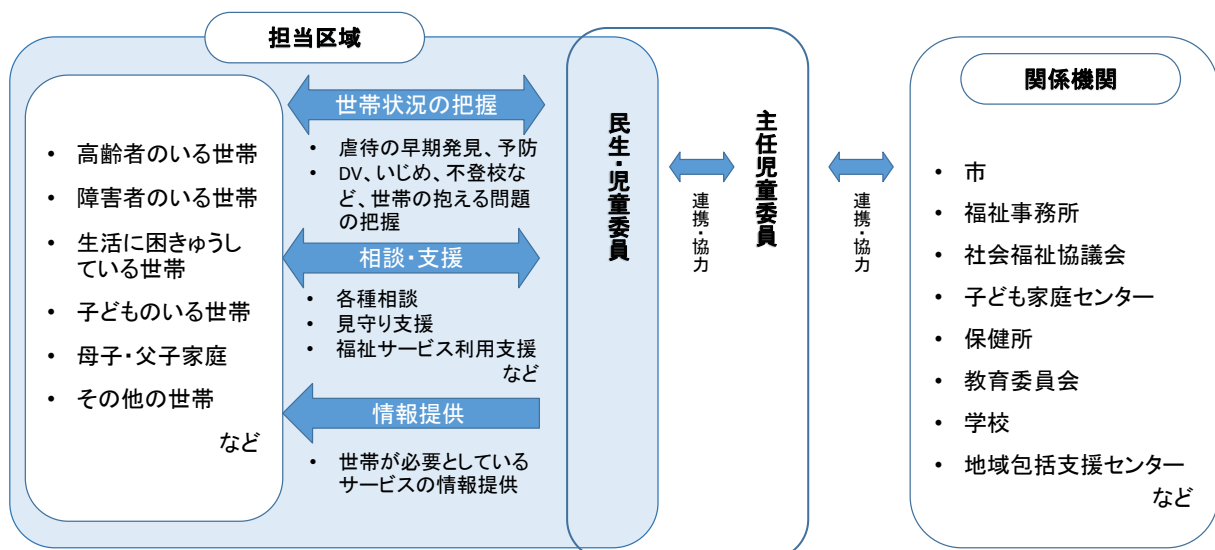 担当区域
• 高齢者のいる世帯
• 障害者のいる世帯
• 生活に困きゅうし
ている世帯
• 子どものいる世帯
• 母子・父子家庭
• その他の世帯
など
世帯状況の把握
• 虐待の早期発見、予防
• DV、いじめ、不登校な
ど、世帯の抱える問題
の把握
相談・支援
• 各種相談
• 見守り支援
• 福祉サービス利用支援
など
情報提供
• 世帯が必要としている
サービスの情報提供
民生・児童委員
連携・協力
主任児童委員
連携・協力
関係機関
• 市
• 福祉事務所
• 社会福祉協議会
• 子ども家庭センター
• 保健所
• 教育委員会
• 学校
• 地域包括支援センター
など